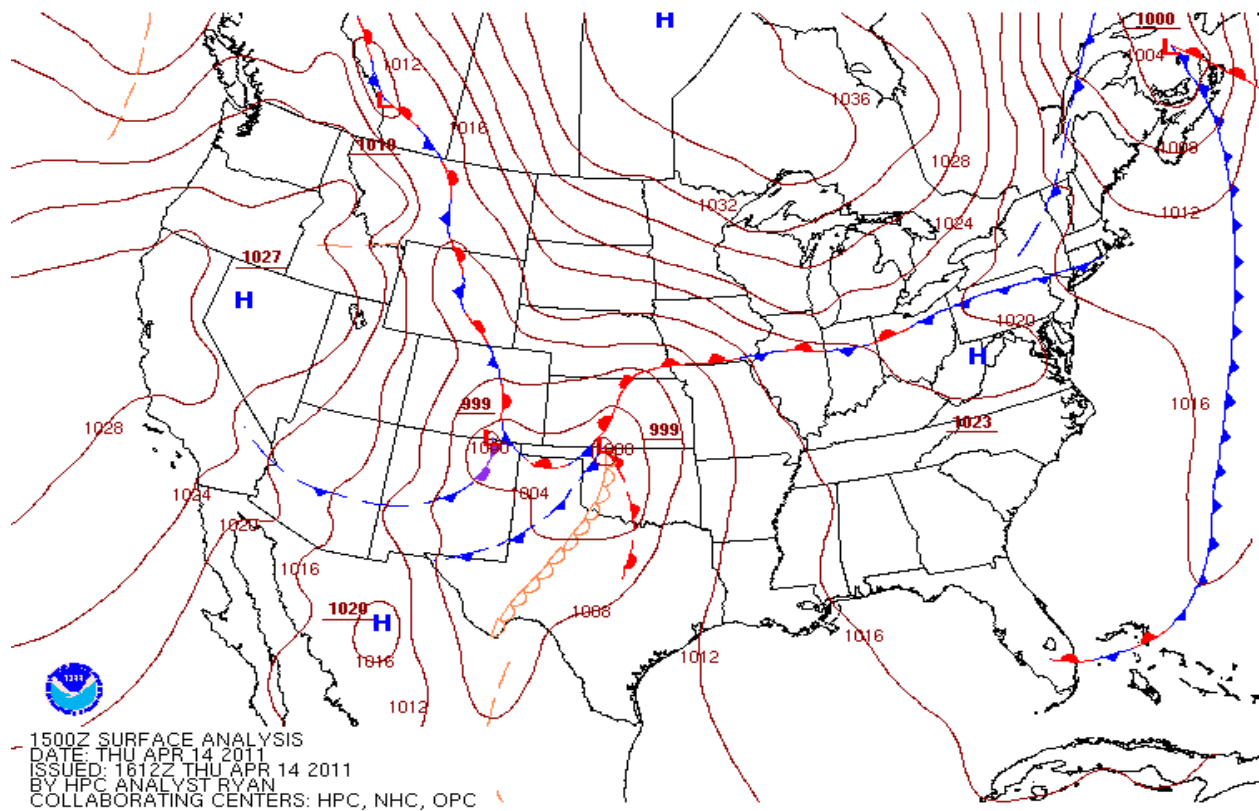 H
1000
L
1004
1012
1036
L
1016
1010
1008
1028
1032
1012
1024
1027
H
1020
H
999
1016
999
1023
1028
L
1000
L
1008
1004
1024
1020
1016
1020
H
1008
1016
1016
1012
1012
1500Z SURFACE ANALYSIS
DATE: THU APR 14 2011
ISSUED: 1612Z THU APR 14 2011
BY HPC ANALYST RYAN
COLLABORATING CENTERS: HPC, NHC, OPC